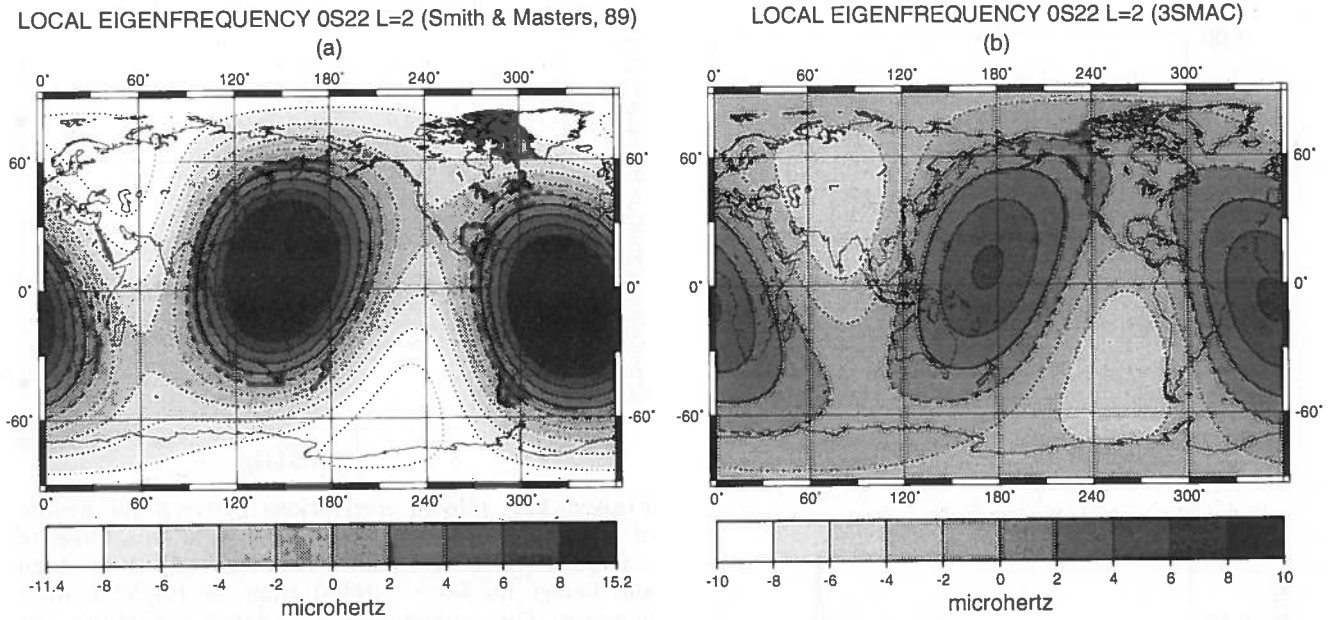 LOCAL EIGENFREQUENCY 0S22 L=2 (Smith & Masters, 89)
(a)
0° 60° 120° 180° 240° 300°
60° 60°
0° 0°
-60° -60°
0° 60° 120° 180° 240° 300°
-11.4 -8 -6 -4 -2 0 2 4 6 8 15.2
microhertz
LOCAL EIGENFREQUENCY 0S22 L=2 (3SMAC)
(b)
0° 60° 120° 180° 240° 300°
60° 60°
0° 0°
-60° -60°
0° 60° 120° 180° 240° 300°
-10 -8 -6 -4 -2 0 2 4 6 8 10
microhertz